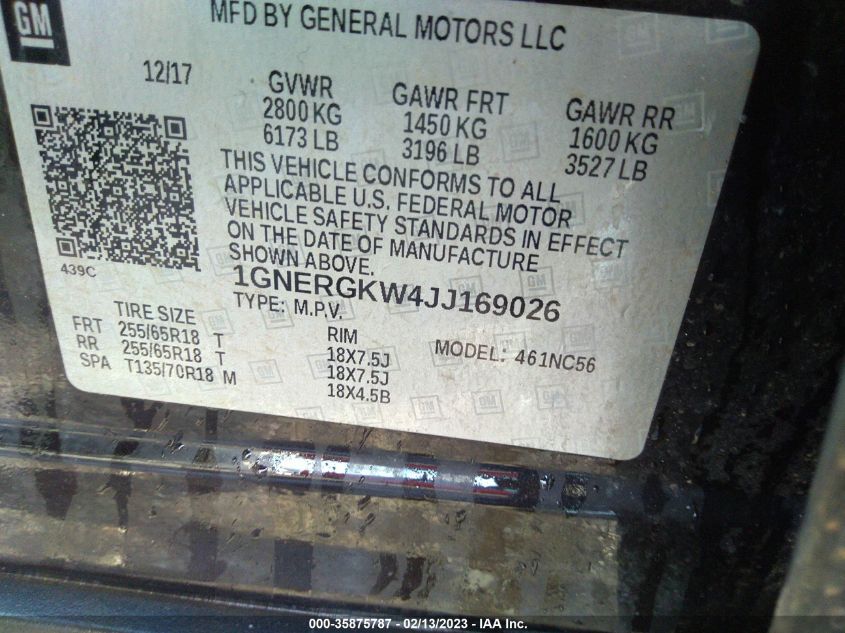 GM
MFD BY GENERAL MOTORS LLC
12/17
GVWR
2800 KG
6173 LB
GAWR FRT
1450 KG
3196 LB
GAWR RR
1600 KG
3527 LB
THIS VEHICLE CONFORMS TO ALL
APPLICABLE U.S. FEDERAL MOTOR
VEHICLE SAFETY STANDARDS IN EFFECT
ON THE DATE OF MANUFACTURE
SHOWN ABOVE.
439C
1GNERGKW4JJ169026
TYPE: M.P.V.
TIRE SIZE
RIM
MODEL: 461NC56
FRT 255/65R18 T 18X7.5J
RR 255/65R18 T 18X7.5J
SPA T135/70R18 M 18X4.5B
000-35875787 - 02/13/2023 - IAA Inc.